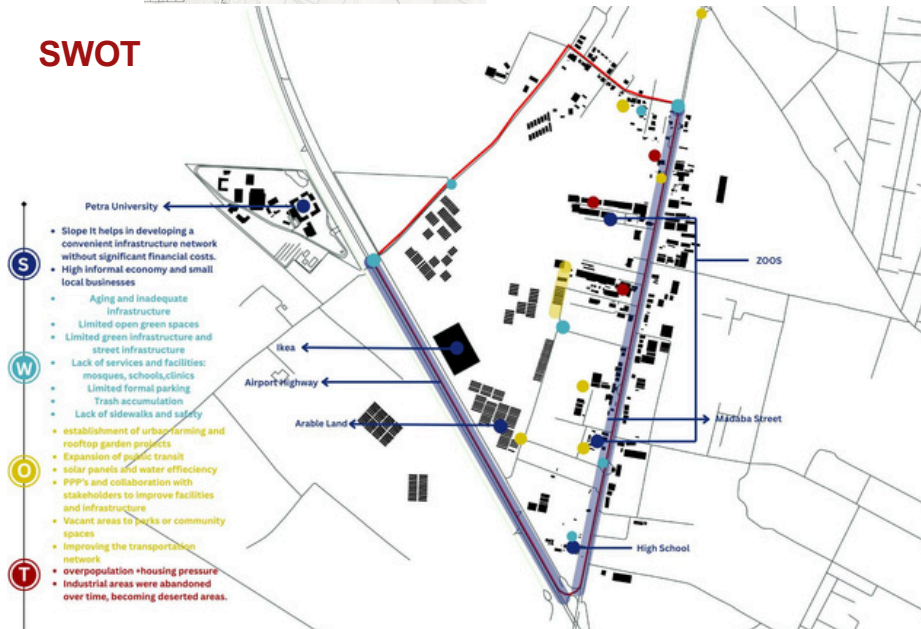 SWOT
Petra University
S
• Slope It helps in developing a
convenient infrastructure network
without significant financial costs.
• High informal economy and small
local businesses
W
• Aging and inadequate
infrastructure
• Limited open green spaces
• Limited green infrastructure and
street infrastructure
• Lack of services and facilities:
mosques, schools,clinics
• Limited formal parking
• Trash accumulation
• Lack of sidewalks and safety
O
• establishment of urban farming and
rooftop garden projects
• Expansion of public transit
• solar panels and water effieciency
• PPP's and collaboration with
stakeholders to improve facilities
and infrastructure
• Vacant areas to parks or community
spaces
• Improving the transportation
network
T
• overpopulation +housing pressure
• Industrial areas were abandoned
over time, becoming deserted areas.
ZOOS
Ikea
Airport Highway
Arable Land
Madaba Street
High School